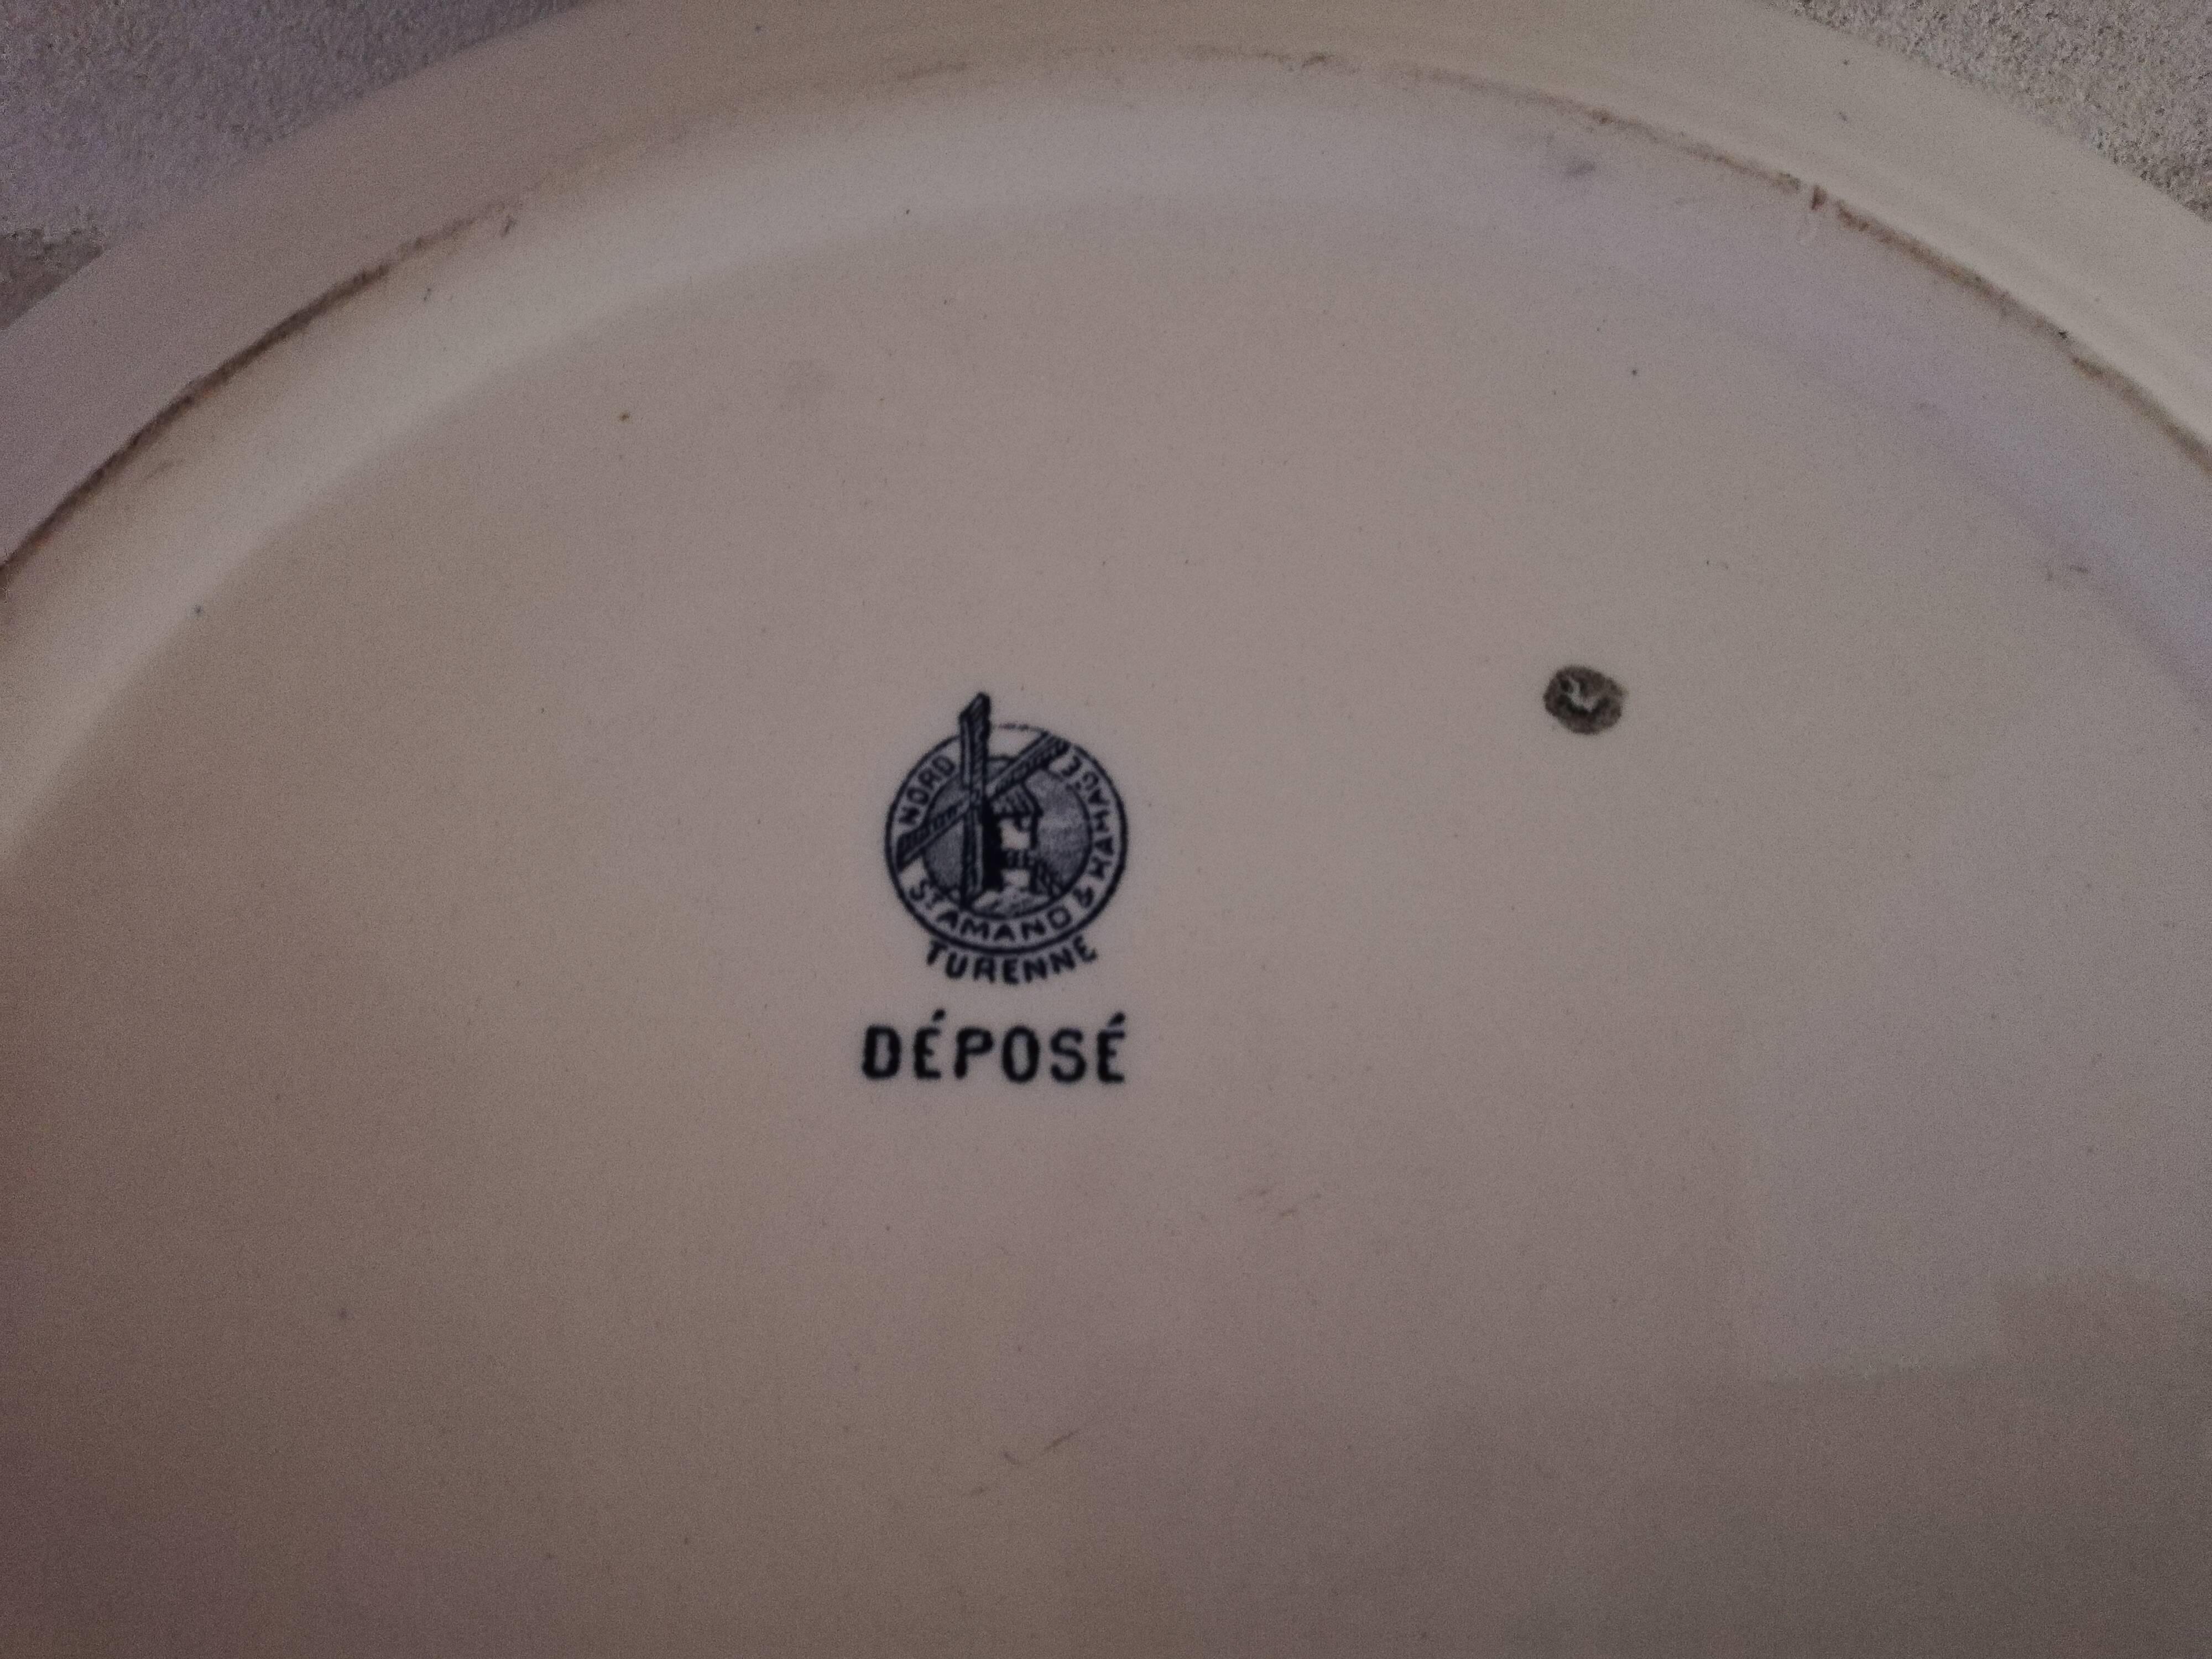 NORD
ST AMAND & HAMAGE
TURENNE
DÉPOSÉ